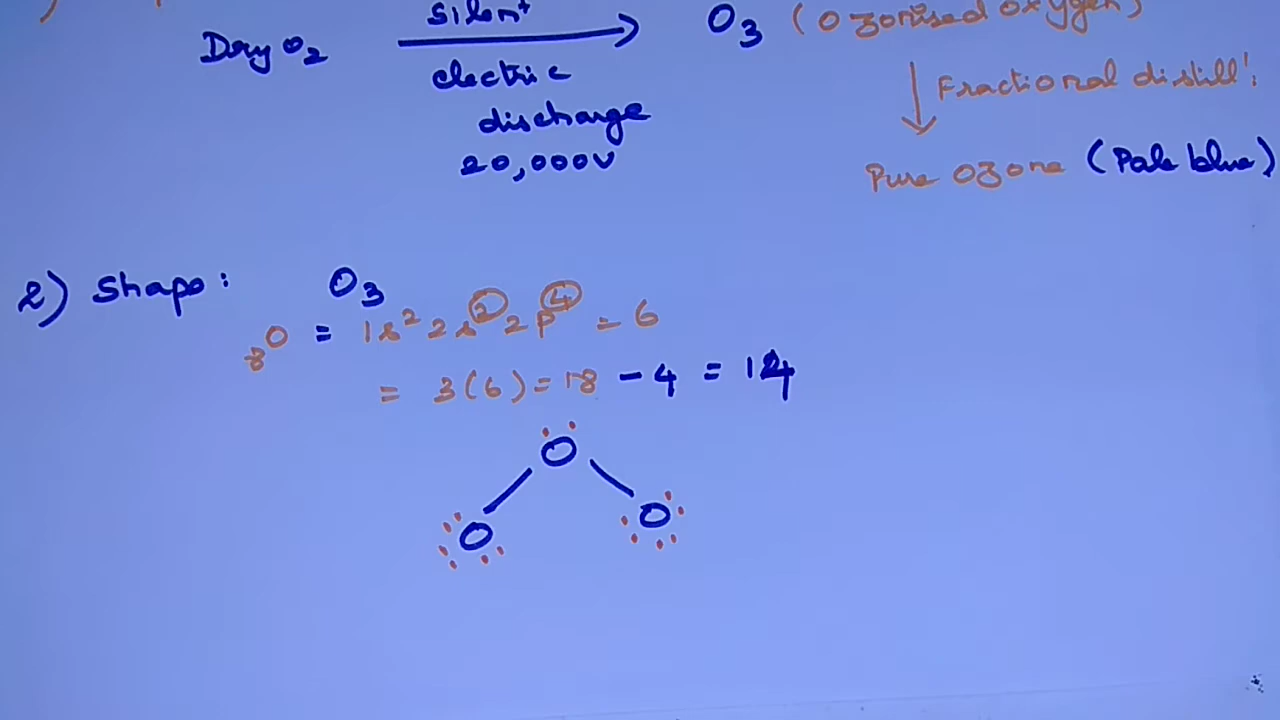 Dry O₂ Silent → O₃ (Ozonised oxygen)
electric ↓ Fractional distill'.
discharge
20,000V Pure Ozone (Pale blue)
2) Shape: O₃
₈O = 1s² 2s² 2p⁴ = 6
= 3(6) = 18 - 4 = 14
O
O O